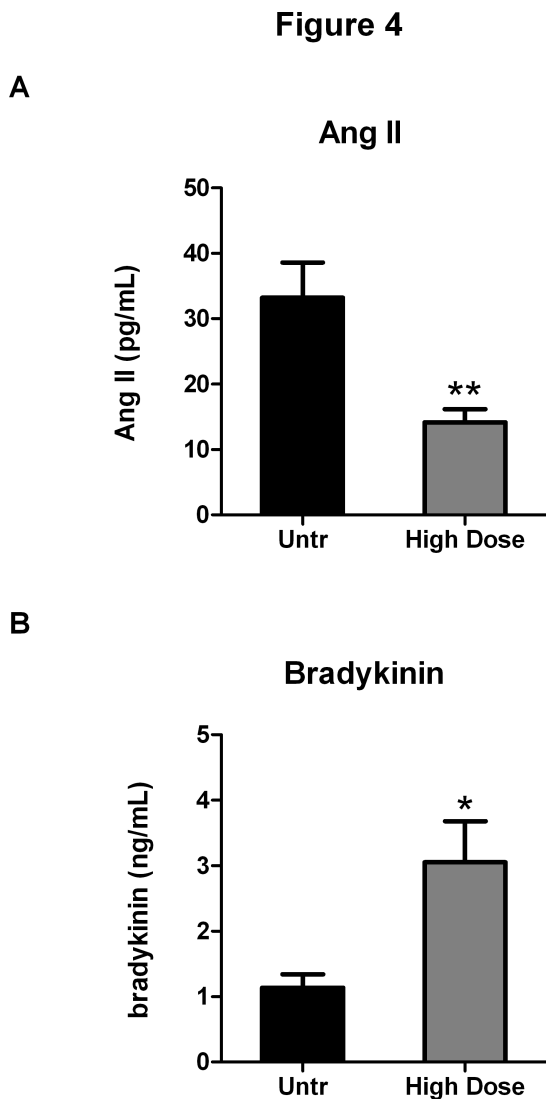 Figure 4
A
Ang II
Ang II (pg/mL)
50
40
30
20
10
0
**
Untr
High Dose
B
Bradykinin
bradykinin (ng/mL)
5
4
3
2
1
0
*
Untr
High Dose